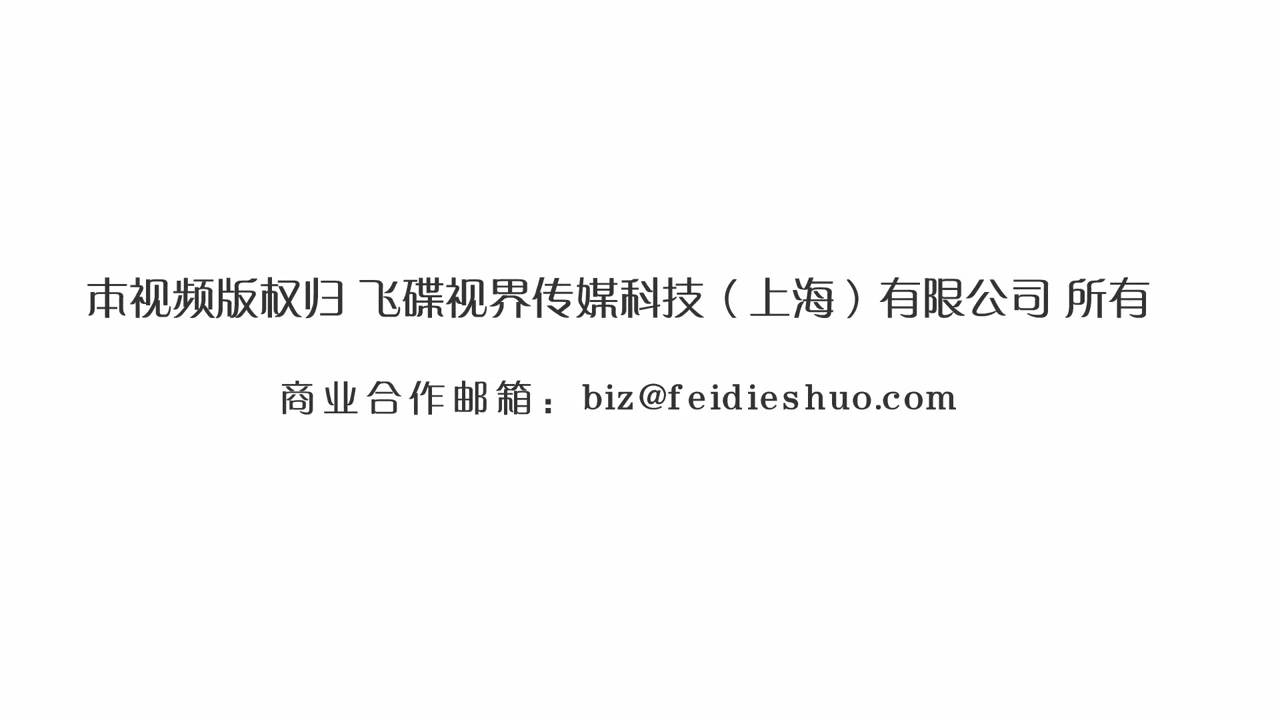 本视频版权归 飞碟视界传媒科技（上海）有限公司 所有
商业合作邮箱：biz@feidieshuo.com